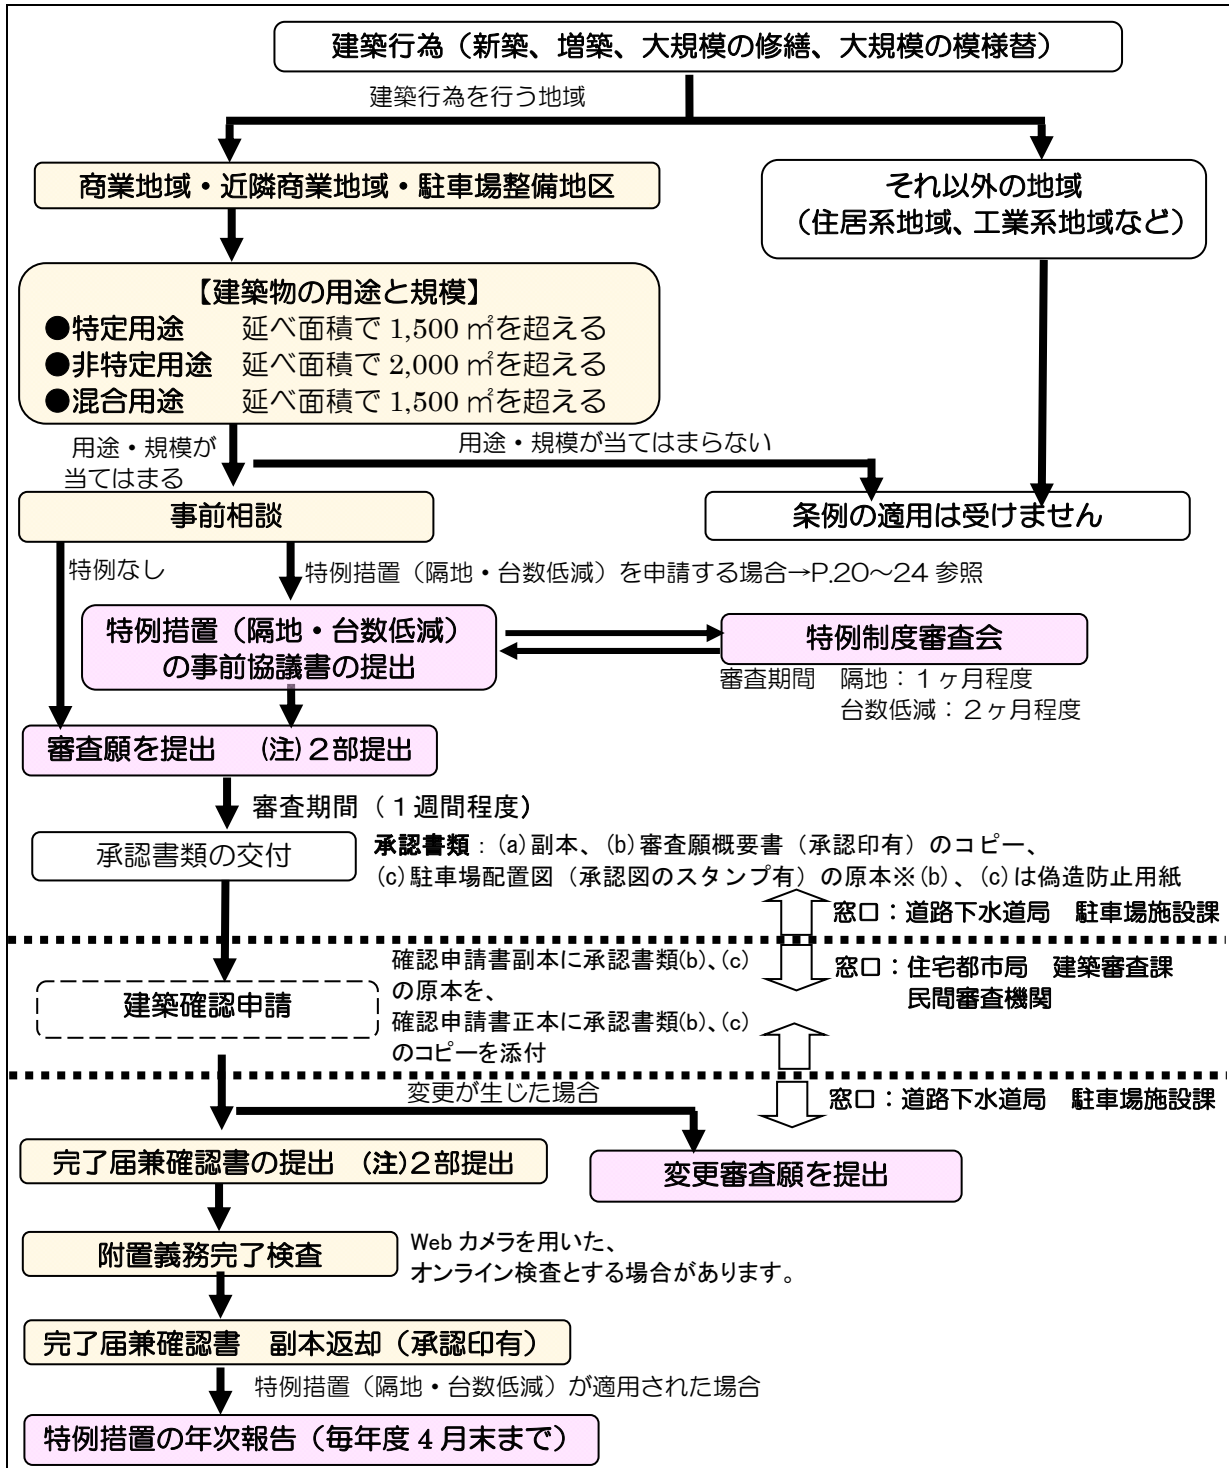 建築行為(新築、増築、大規模の修繕、大規模の模様替)
建築行為を行う地域
商業地域・近隣商業地域・駐車場整備地区
それ以外の地域
(住居系地域、工業系地域など)
【建築物の用途と規模】
●特定用途 延べ面積で 1,500 ㎡を超える
●非特定用途 延べ面積で 2,000 ㎡を超える
●混合用途 延べ面積で 1,500 ㎡を超える
用途・規模が
当てはまる
用途・規模が当てはまらない
事前相談
条例の適用は受けません
特例なし
特例措置(隔地・台数低減)を申請する場合→P.20~24 参照
特例措置(隔地・台数低減)
の事前協議書の提出
特例制度審査会
審査期間 隔地:1ヶ月程度
台数低減:2ヶ月程度
審査願を提出 (注)2部提出
審査期間(1週間程度)
承認書類の交付
承認書類:(a)副本、(b)審査願概要書(承認印有)のコピー、
(c)駐車場配置図(承認図のスタンプ有)の原本※(b)、(c)は偽造防止用紙
窓口:道路下水道局 駐車場施設課
建築確認申請
確認申請書副本に承認書類(b)、(c)
の原本を、
確認申請書正本に承認書類(b)、(c)
のコピーを添付
窓口:住宅都市局 建築審査課
民間審査機関
変更が生じた場合
窓口:道路下水道局 駐車場施設課
完了届兼確認書の提出 (注)2部提出
変更審査願を提出
附置義務完了検査
Web カメラを用いた、
オンライン検査とする場合があります。
完了届兼確認書 副本返却(承認印有)
特例措置(隔地・台数低減)が適用された場合
特例措置の年次報告(毎年度 4 月末まで)